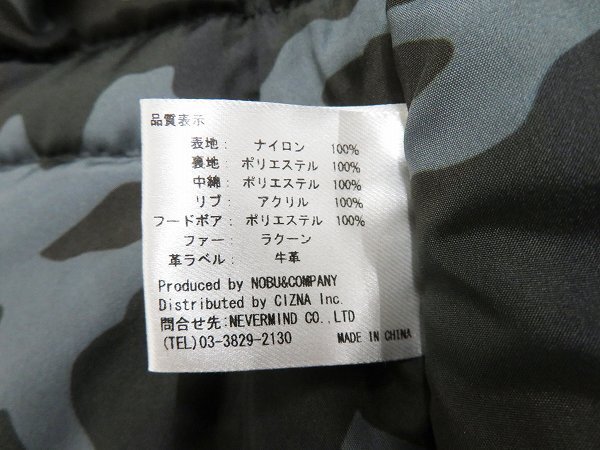 品質表示
表地: ナイロン 100%
裏地: ポリエステル 100%
中綿: ポリエステル 100%
リブ: アクリル 100%
フードボア: ポリエステル 100%
ファー: ラクーン
革ラベル: 牛革
Produced by NOBU&COMPANY
Distributed by CIZNA Inc.
問合せ先:NEVERMIND CO.,LTD
(TEL)03-3829-2130 MADE IN CHINA